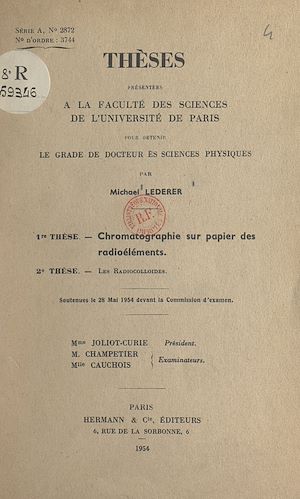 SÉRIE A, N° 2872
N° D'ORDRE : 3744
8° R
59346
THÈSES
PRÉSENTÉES
A LA FACULTÉ DES SCIENCES
DE L'UNIVERSITÉ DE PARIS
POUR OBTENIR
LE GRADE DE DOCTEUR ÈS SCIENCES PHYSIQUES
PAR
Michael LEDERER
R.F.
1re THÈSE. — Chromatographie sur papier des
radioéléments.
2e THÈSE. — LES RADIOCOLLOIDES.
Soutenues le 28 Mai 1954 devant la Commission d'examen.
Mme JOLIOT-CURIE Président.
M. CHAMPETIER
Mlle CAUCHOIS
Examinateurs.
PARIS
HERMANN & Cie, ÉDITEURS
6, RUE DE LA SORBONNE, 6
1954